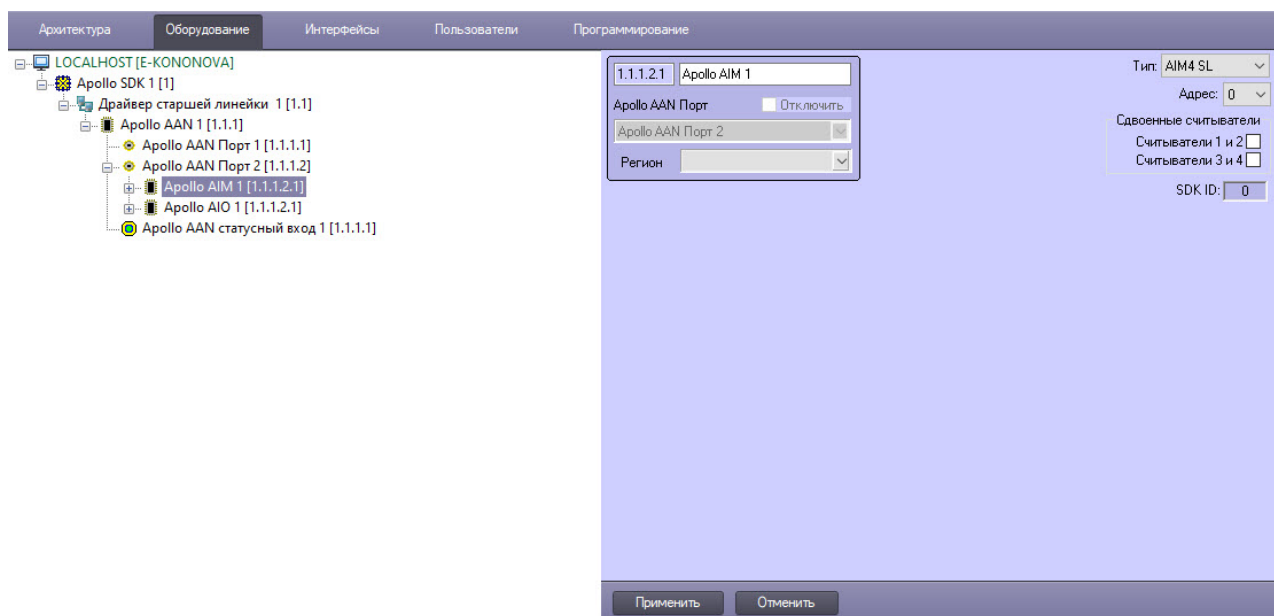 Архитектура Оборудование Интерфейсы Пользователи Программирование
LOCALHOST [E-KONONOVA]
Apollo SDK 1 [1]
Драйвер старшей линейки 1 [1.1]
Apollo AAN 1 [1.1.1]
Apollo AAN Порт 1 [1.1.1.1]
Apollo AAN Порт 2 [1.1.1.2]
Apollo AIM 1 [1.1.1.2.1]
Apollo AIO 1 [1.1.1.2.1]
Apollo AAN статусный вход 1 [1.1.1.1]
1.1.1.2.1 Apollo AIM 1
Apollo AAN Порт Отключить
Apollo AAN Порт 2
Регион
Тип: AIM4 SL
Адрес: 0
Сдвоенные считыватели
Считыватели 1 и 2
Считыватели 3 и 4
SDK ID: 0
Применить Отменить